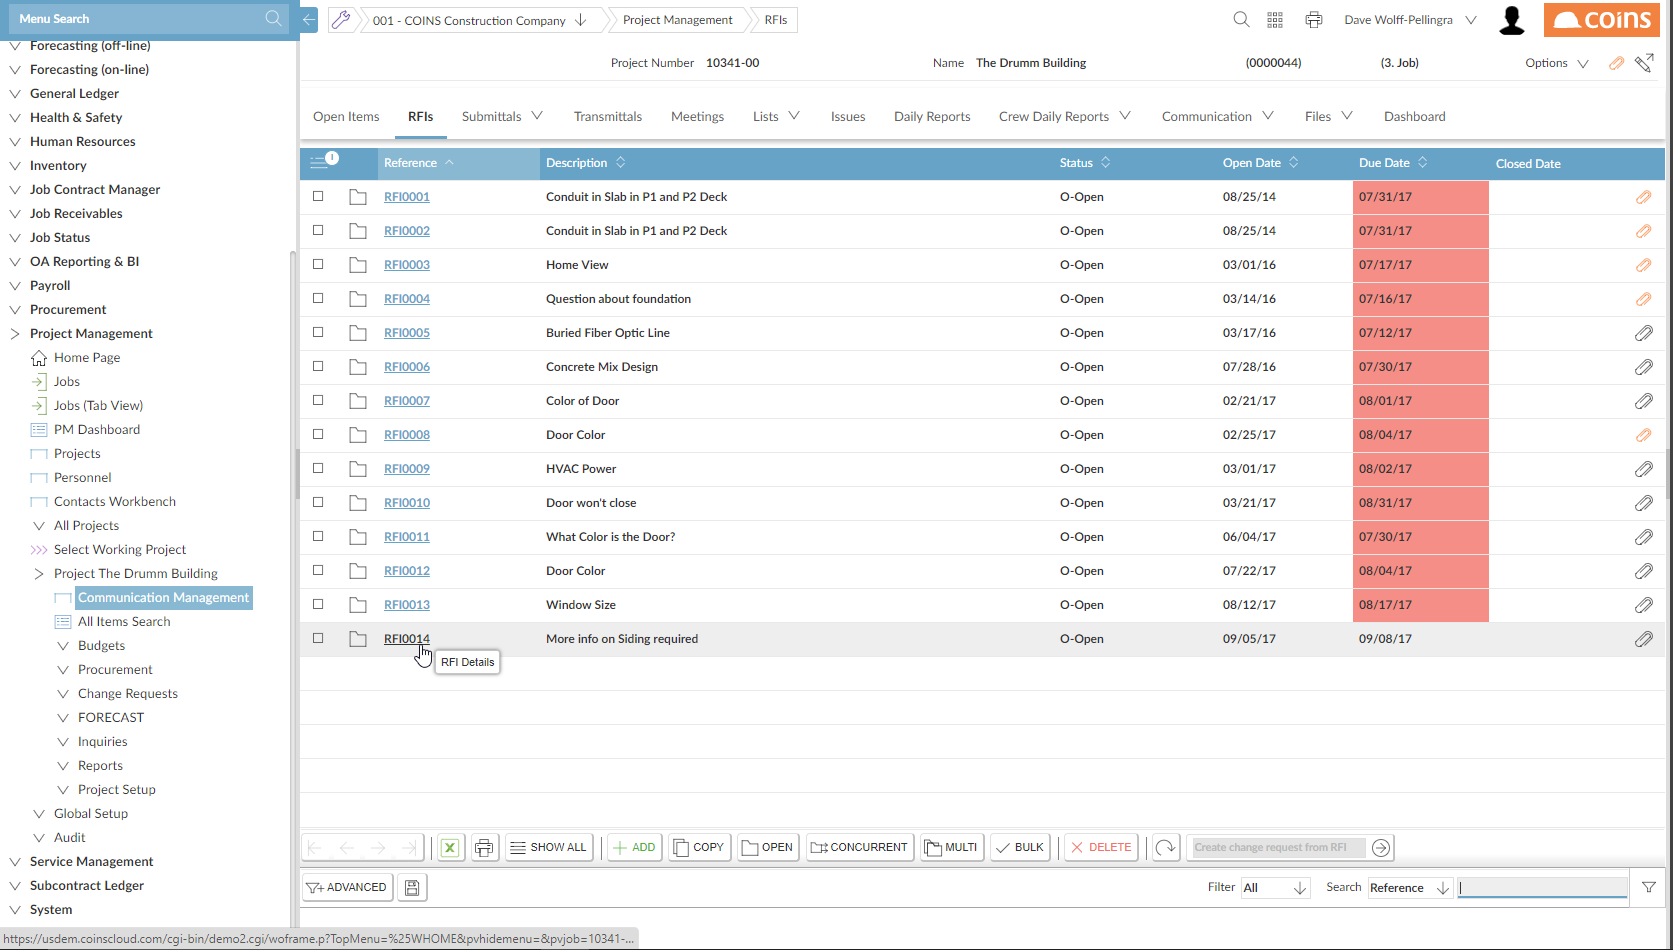 Menu Search
001 - COINS Construction Company
Project Management
RFIs
Dave Wolff-Pellingra
coins
Project Number 10341-00
Name The Drumm Building
(0000044)
(3. Job)
Options
Open Items
RFIs
Submittals
Transmittals
Meetings
Lists
Issues
Daily Reports
Crew Daily Reports
Communication
Files
Dashboard
Forecasting (off-line)
Forecasting (on-line)
General Ledger
Health & Safety
Human Resources
Inventory
Job Contract Manager
Job Receivables
Job Status
OA Reporting & BI
Payroll
Procurement
Project Management
Home Page
Jobs
Jobs (Tab View)
PM Dashboard
Projects
Personnel
Contacts Workbench
All Projects
Select Working Project
Project The Drumm Building
Communication Management
All Items Search
Budgets
Procurement
Change Requests
FORECAST
Inquiries
Reports
Project Setup
Global Setup
Audit
Service Management
Subcontract Ledger
System
Reference Description Status Open Date Due Date Closed Date
RFI0001 Conduit in Slab in P1 and P2 Deck O-Open 08/25/14 07/31/17
RFI0002 Conduit in Slab in P1 and P2 Deck O-Open 08/25/14 07/31/17
RFI0003 Home View O-Open 03/01/16 07/17/17
RFI0004 Question about foundation O-Open 03/14/16 07/16/17
RFI0005 Buried Fiber Optic Line O-Open 03/17/16 07/12/17
RFI0006 Concrete Mix Design O-Open 07/28/16 07/30/17
RFI0007 Color of Door O-Open 02/21/17 08/01/17
RFI0008 Door Color O-Open 02/25/17 08/04/17
RFI0009 HVAC Power O-Open 03/01/17 08/02/17
RFI0010 Door won't close O-Open 03/21/17 08/31/17
RFI0011 What Color is the Door? O-Open 06/04/17 07/30/17
RFI0012 Door Color O-Open 07/22/17 08/04/17
RFI0013 Window Size O-Open 08/12/17 08/17/17
RFI0014 More info on Siding required O-Open 09/05/17 09/08/17
RFI Details
SHOW ALL
ADD
COPY
OPEN
CONCURRENT
MULTI
BULK
DELETE
Create change request from RFI
ADVANCED
Filter All
Search Reference
https://usdem.coinscloud.com/cgi-bin/demo2.cgi/woframe.p?TopMenu=%25WHOME&pvhidemenu=&pvjob=10341-...